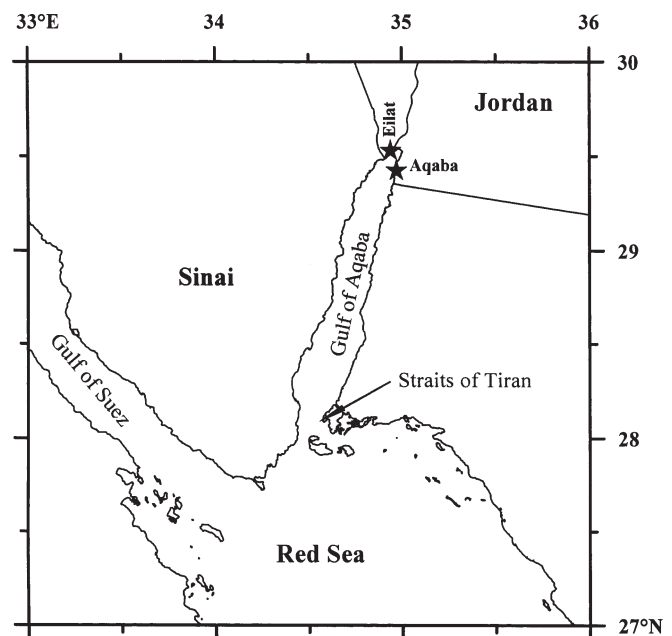 33°E 34 35 36
30
Jordan
Eilat
Aqaba
29
Sinai
Gulf of Aqaba
Gulf of Suez
Straits of Tiran
28
Red Sea
27°N